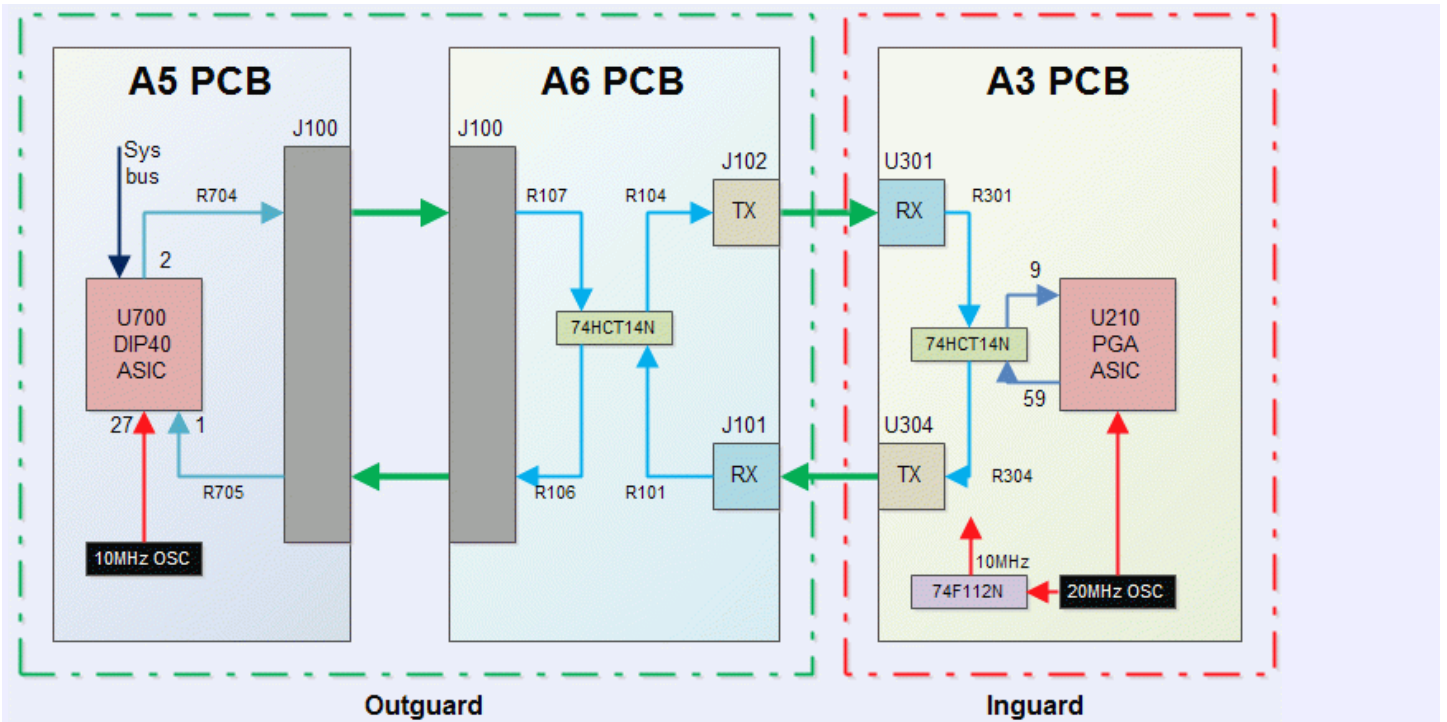 A5 PCB
A6 PCB
A3 PCB
J100
J100
Sys
bus
J102
U301
R704
R107
R104
R301
TX
RX
2
9
U700
DIP40
ASIC
74HCT14N
74HCT14N
U210
PGA
ASIC
59
27
1
J101
U304
RX
TX
R705
R106
R101
R304
10MHz OSC
10MHz
74F112N
20MHz OSC
Outguard
Inguard